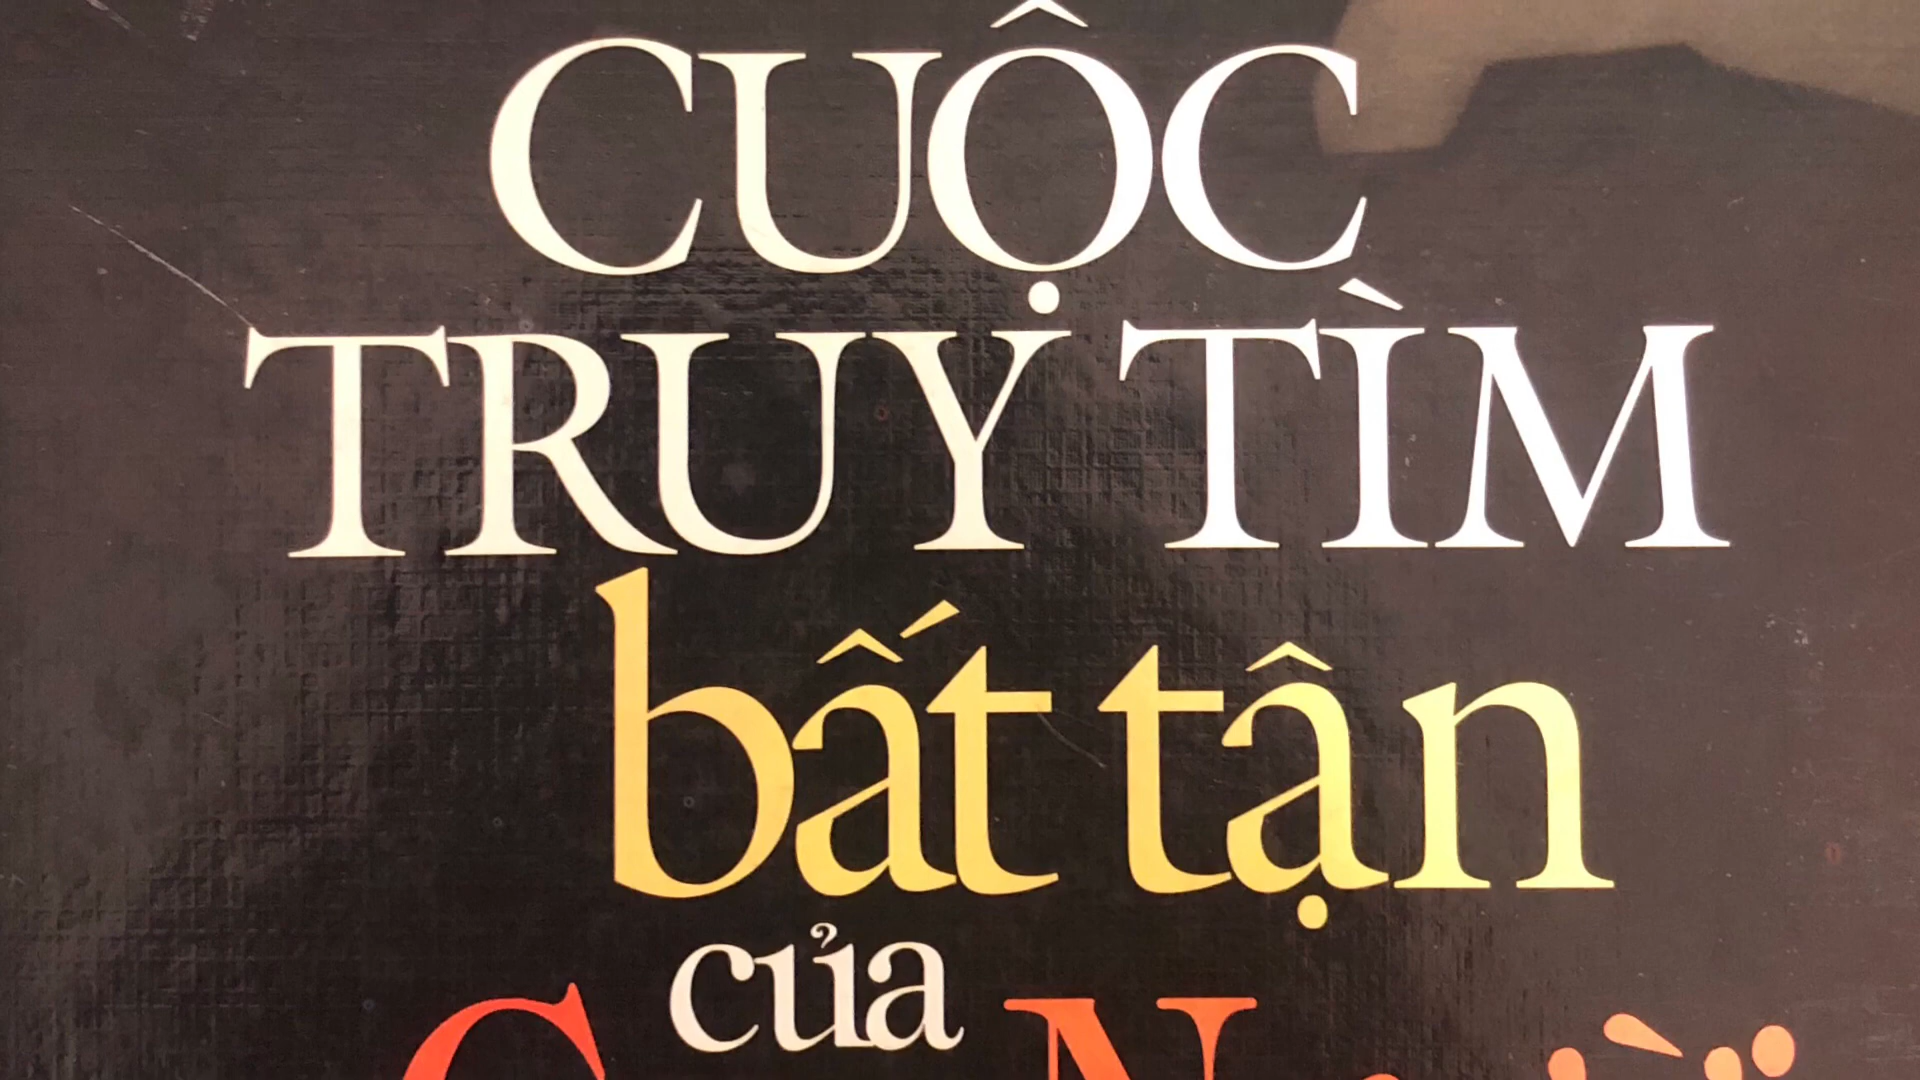 CUỘC
TRUY TÌM
bất tận
của